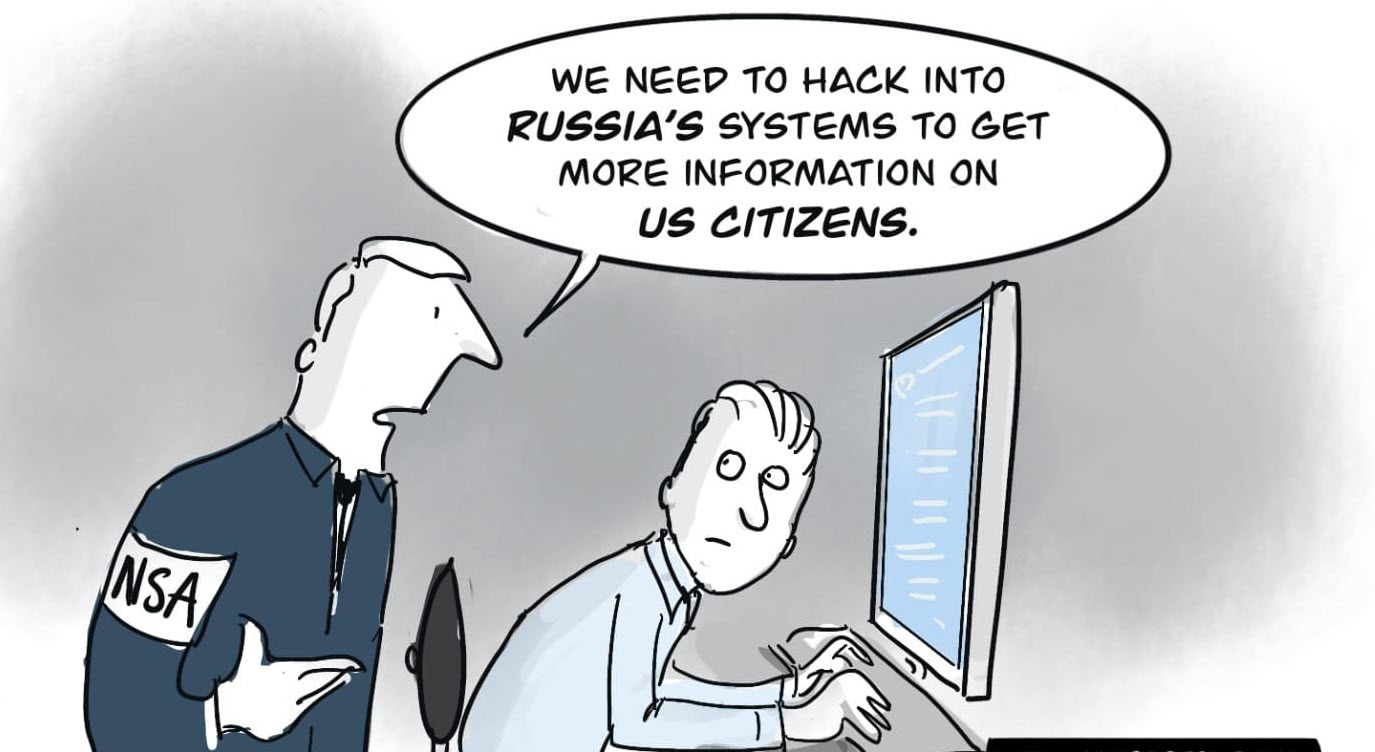 WE NEED TO HACK INTO
RUSSIA'S SYSTEMS TO GET
MORE INFORMATION ON
US CITIZENS.
NSA